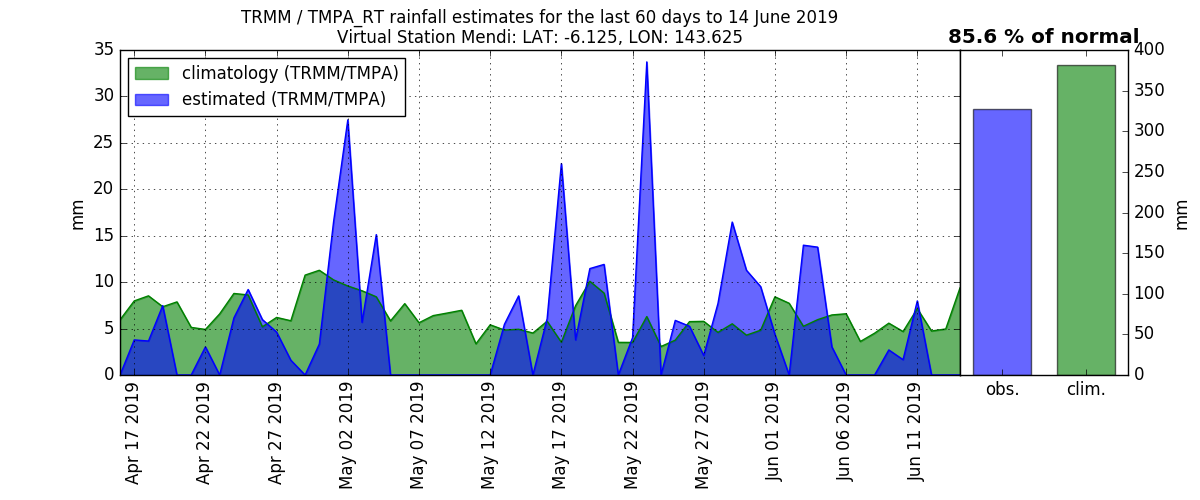 TRMM / TMPA_RT rainfall estimates for the last 60 days to 14 June 2019
Virtual Station Mendi: LAT: -6.125, LON: 143.625
85.6 % of normal
climatology (TRMM/TMPA)
estimated (TRMM/TMPA)
35
30
25
20
15
10
5
0
mm
Apr 17 2019
Apr 22 2019
Apr 27 2019
May 02 2019
May 07 2019
May 12 2019
May 17 2019
May 22 2019
May 27 2019
Jun 01 2019
Jun 06 2019
Jun 11 2019
obs.
clim.
400
350
300
250
200
150
100
50
0
mm